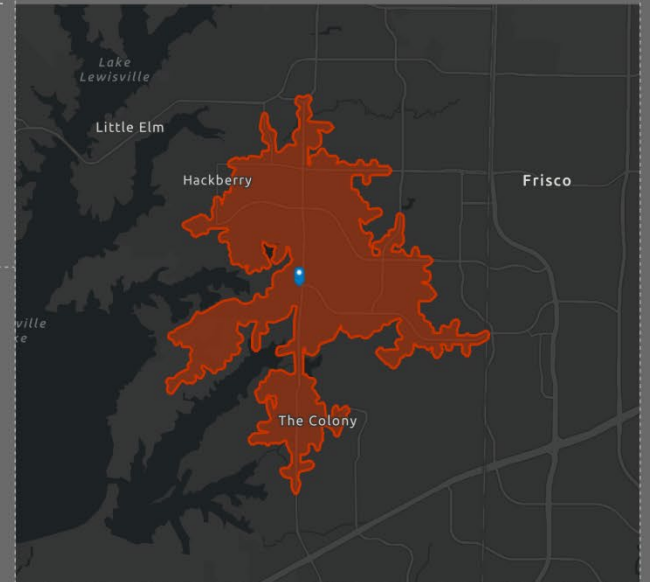 Lake
Lewisville
Little Elm
Hackberry
Frisco
ville
ke
The Colony